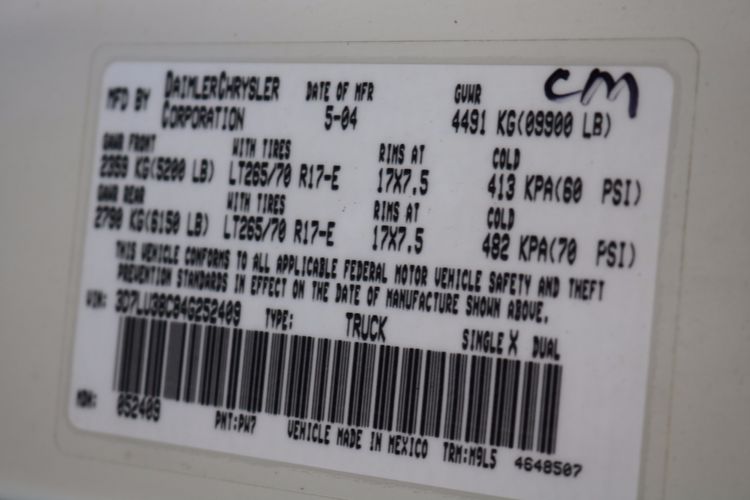 MFD BY DAIMLERCHRYSLER CORPORATION
DATE OF MFR 5-04
GVWR 4491 KG(09900 LB)
CM
GAWR FRONT WITH TIRES RIMS AT COLD
2359 KG(5200 LB) LT265/70 R17-E 17X7.5 413 KPA(60 PSI)
GAWR REAR WITH TIRES RIMS AT COLD
2790 KG(6150 LB) LT265/70 R17-E 17X7.5 482 KPA(70 PSI)
THIS VEHICLE CONFORMS TO ALL APPLICABLE FEDERAL MOTOR VEHICLE SAFETY AND THEFT
PREVENTION STANDARDS IN EFFECT ON THE DATE OF MANUFACTURE SHOWN ABOVE.
VIN: 3D7LU38C84G252409 TYPE: TRUCK SINGLE X DUAL
MDH: 052409 PNT:PW7 VEHICLE MADE IN MEXICO TRM:M9L5 4648507